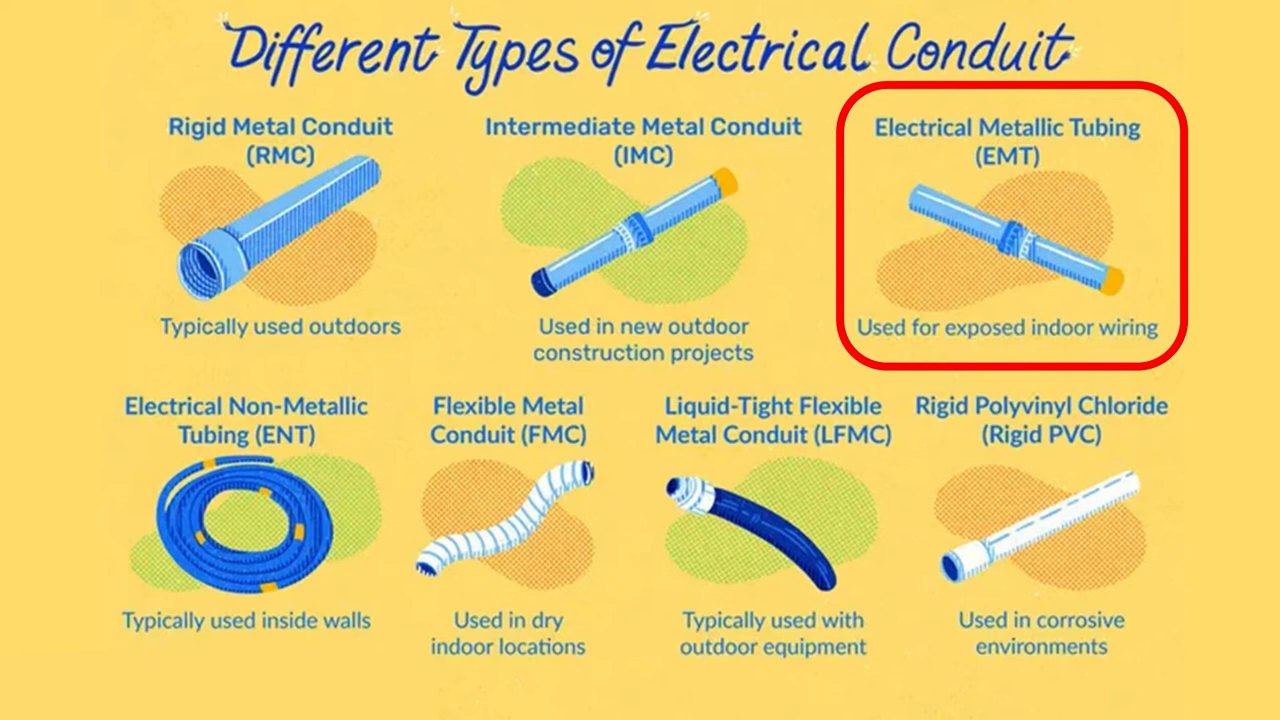 Different Types of Electrical Conduit
Rigid Metal Conduit
(RMC)
Typically used outdoors
Intermediate Metal Conduit
(IMC)
Used in new outdoor
construction projects
Electrical Metallic Tubing
(EMT)
Used for exposed indoor wiring
Electrical Non-Metallic
Tubing (ENT)
Typically used inside walls
Flexible Metal
Conduit (FMC)
Used in dry
indoor locations
Liquid-Tight Flexible
Metal Conduit (LFMC)
Typically used with
outdoor equipment
Rigid Polyvinyl Chloride
(Rigid PVC)
Used in corrosive
environments